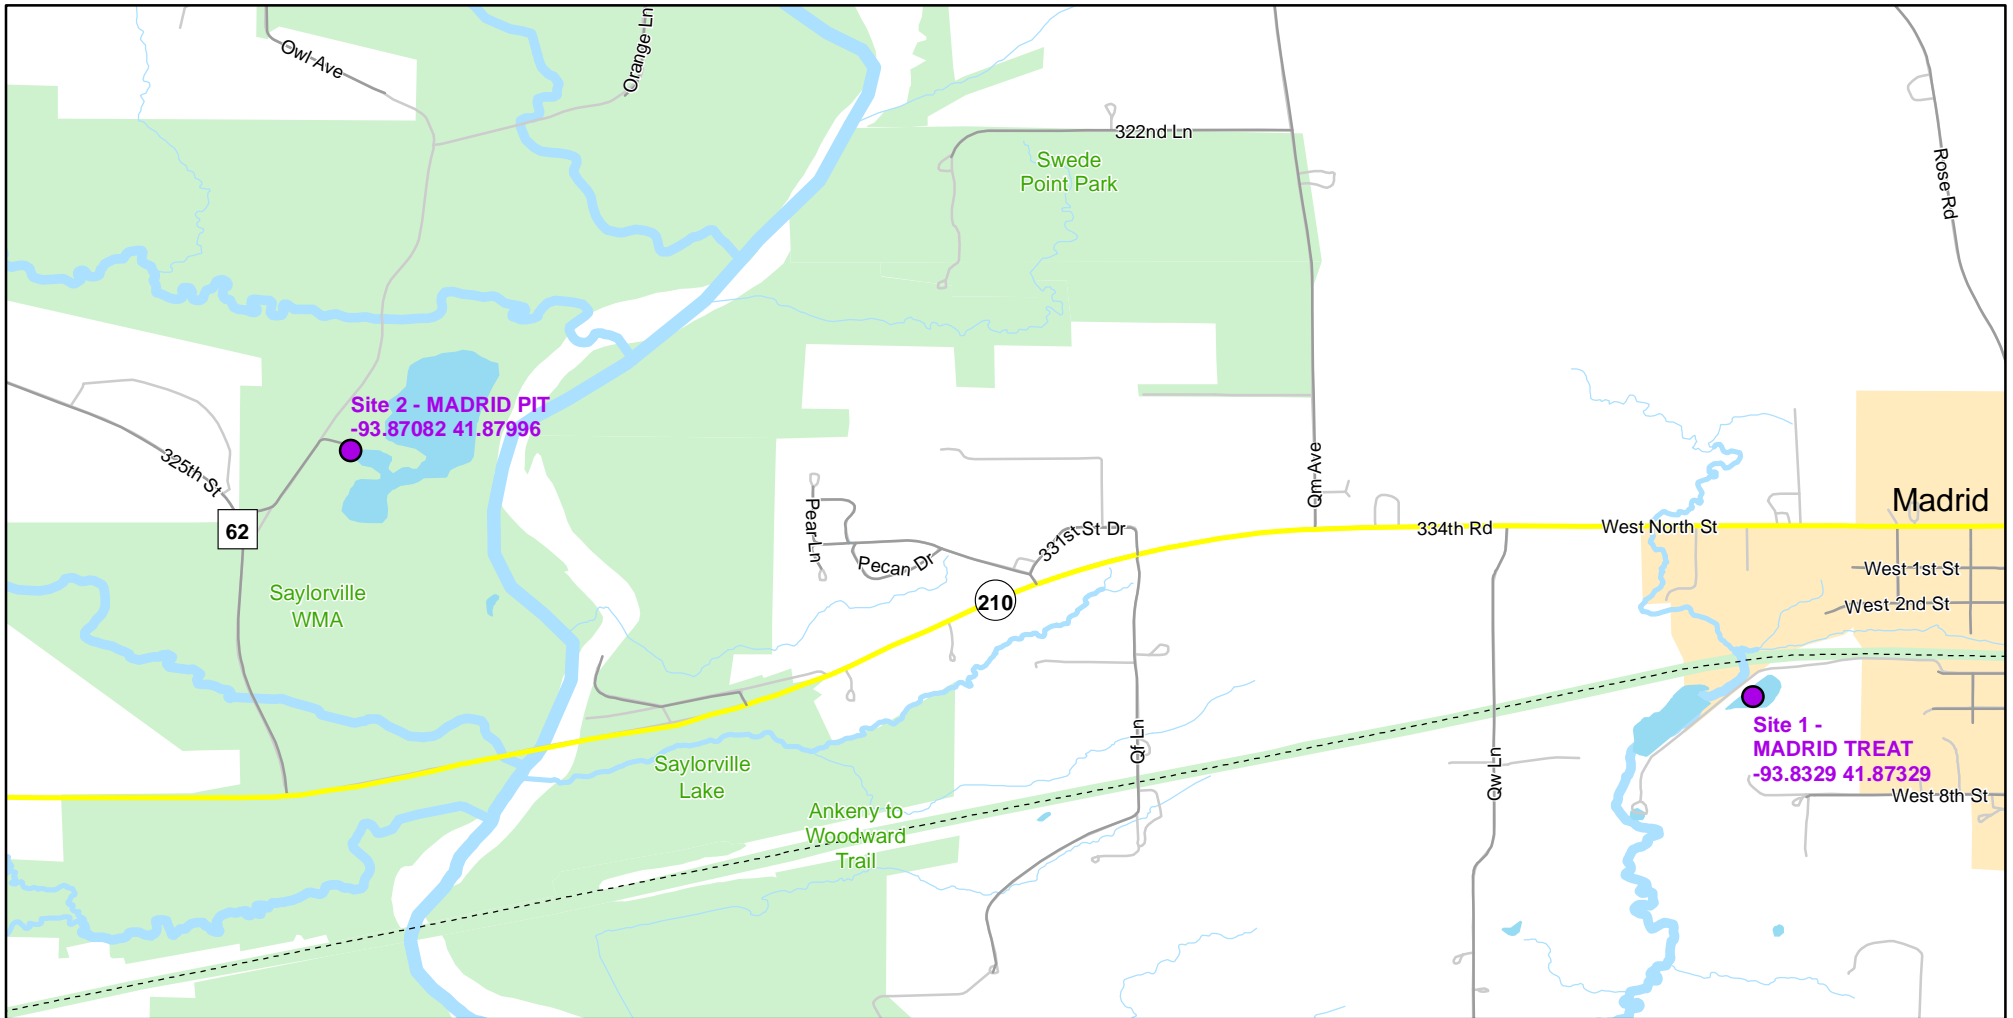 Owl Ave
Orange Ln
322nd Ln
Swede
Point Park
Rose Rd
Site 2 - MADRID PIT
-93.87082 41.87996
325th St
62
Pear Ln
Pecan Dr
331st St Dr
Qm Ave
334th Rd
West North St
Madrid
West 1st St
West 2nd St
210
Saylorville
WMA
Saylorville
Lake
Qf Ln
Qw Ln
Site 1 -
MADRID TREAT
-93.8329 41.87329
West 8th St
Ankeny to
Woodward
Trail